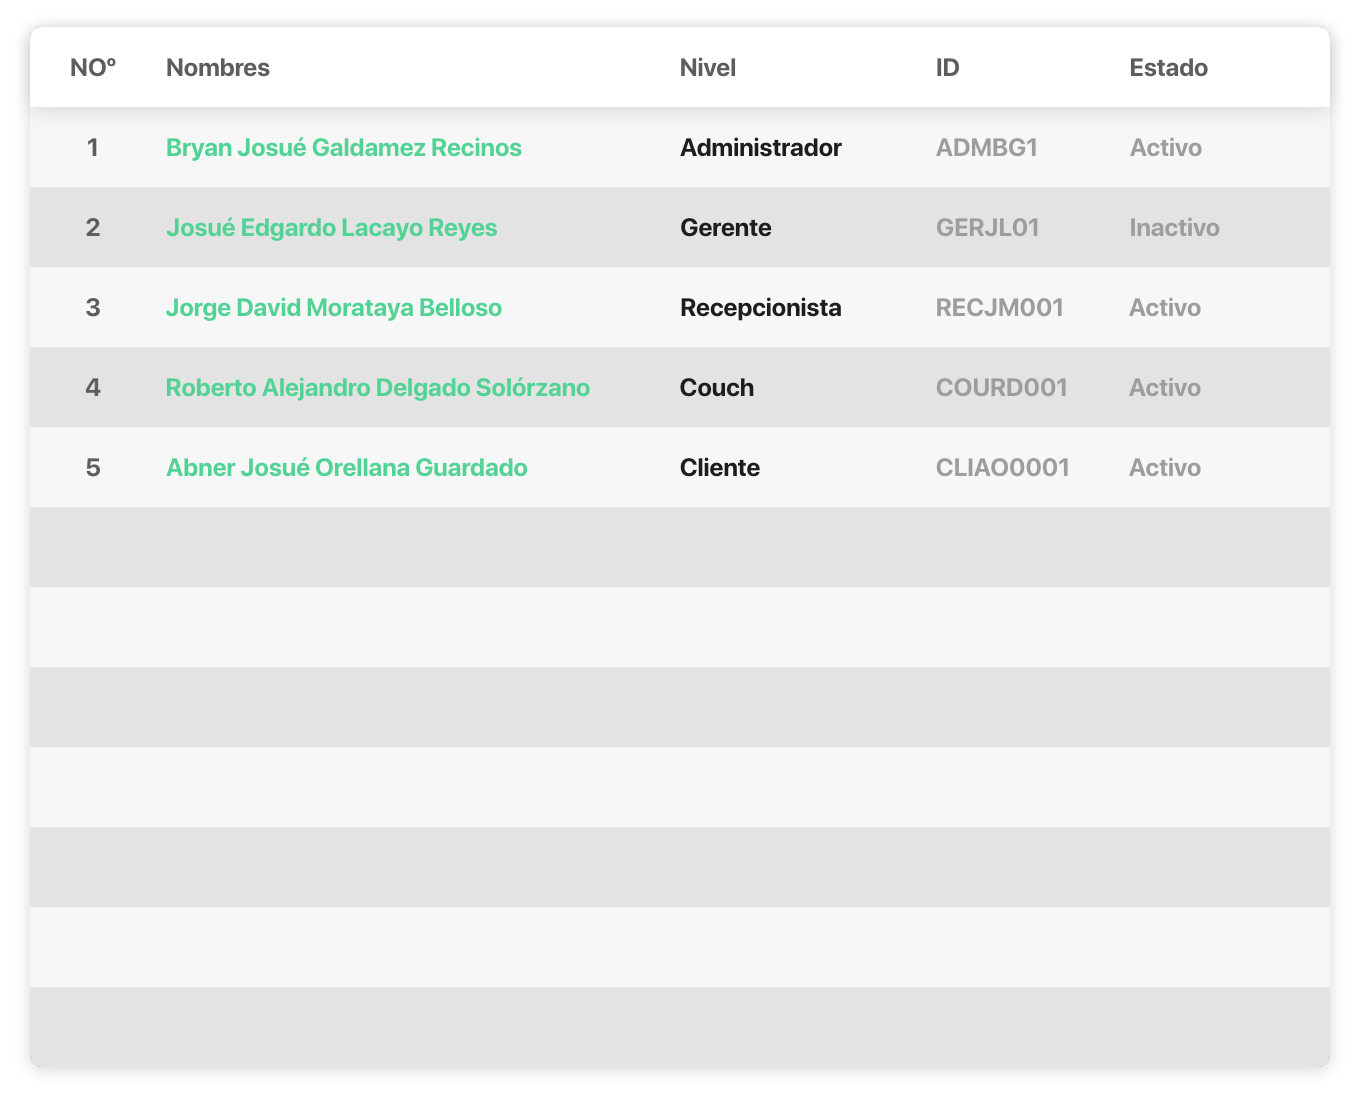 NOº Nombres Nivel ID Estado
1 Bryan Josué Galdamez Recinos Administrador ADMBG1 Activo
2 Josué Edgardo Lacayo Reyes Gerente GERJL01 Inactivo
3 Jorge David Morataya Belloso Recepcionista RECJM001 Activo
4 Roberto Alejandro Delgado Solórzano Couch COURD001 Activo
5 Abner Josué Orellana Guardado Cliente CLIAO0001 Activo